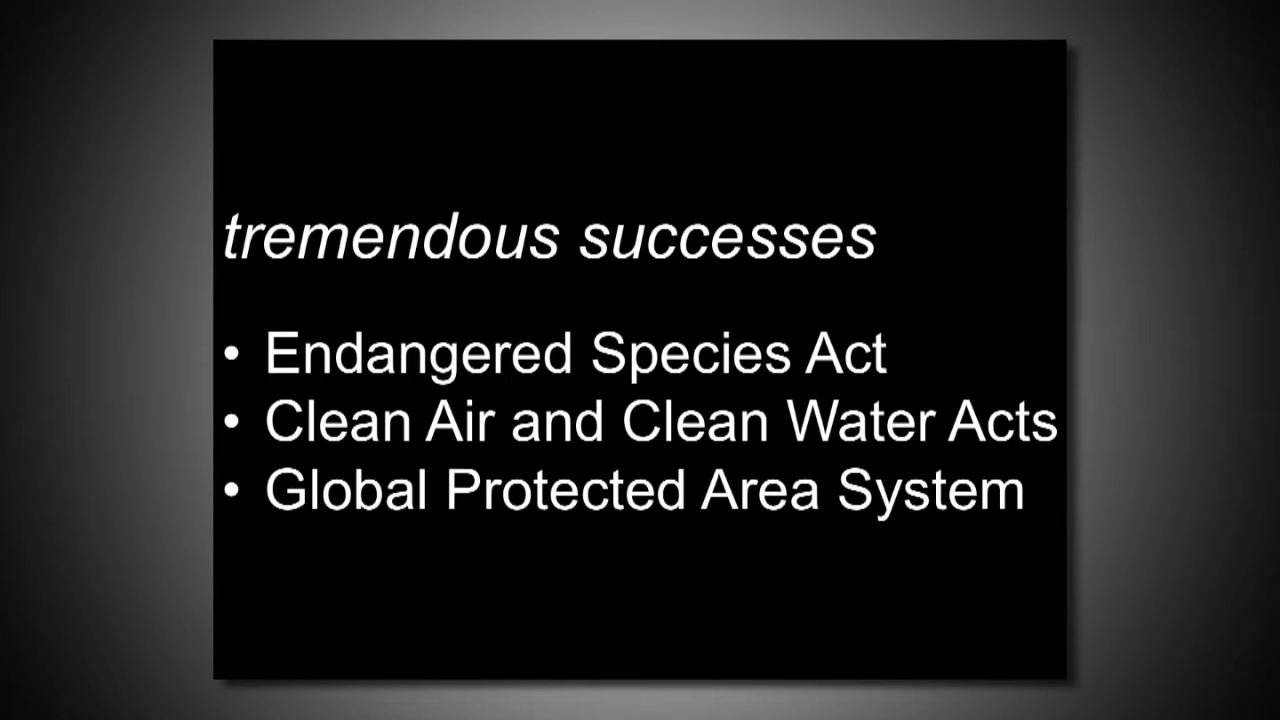 tremendous successes
• Endangered Species Act
• Clean Air and Clean Water Acts
• Global Protected Area System